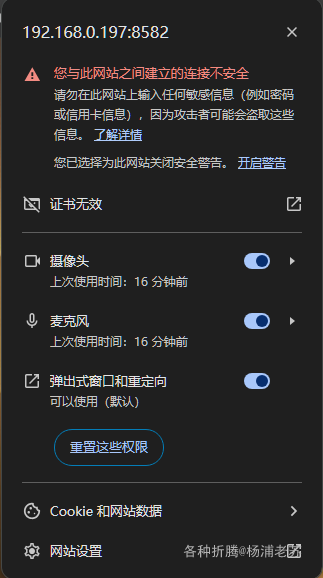 192.168.0.197:8582
您与此网站之间建立的连接不安全
请勿在此网站上输入任何敏感信息（例如密码
或信用卡信息），因为攻击者可能会盗取这些
信息。 了解详情
您已选择为此网站关闭安全警告。 开启警告
证书无效
摄像头
上次使用时间：16 分钟前
麦克风
上次使用时间：16 分钟前
弹出式窗口和重定向
可以使用（默认）
重置这些权限
Cookie 和网站数据
网站设置
各种折腾@杨浦老